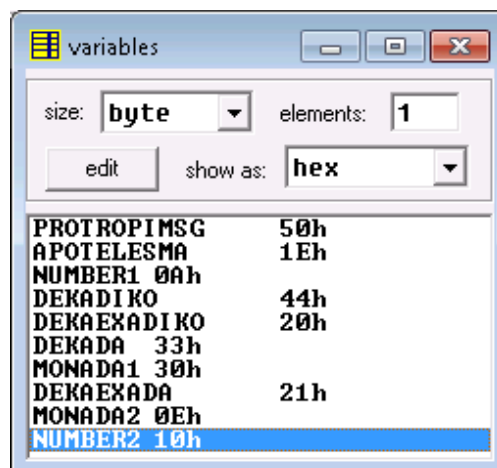 variables
size: byte elements: 1
edit show as: hex
PROTROPIMSG 50h
APOTELESMA 1Eh
NUMBER1 0Ah
DEKADIKO 44h
DEKAEXADIKO 20h
DEKADA 33h
MONADA1 30h
DEKAEXADA 21h
MONADA2 0Eh
NUMBER2 10h